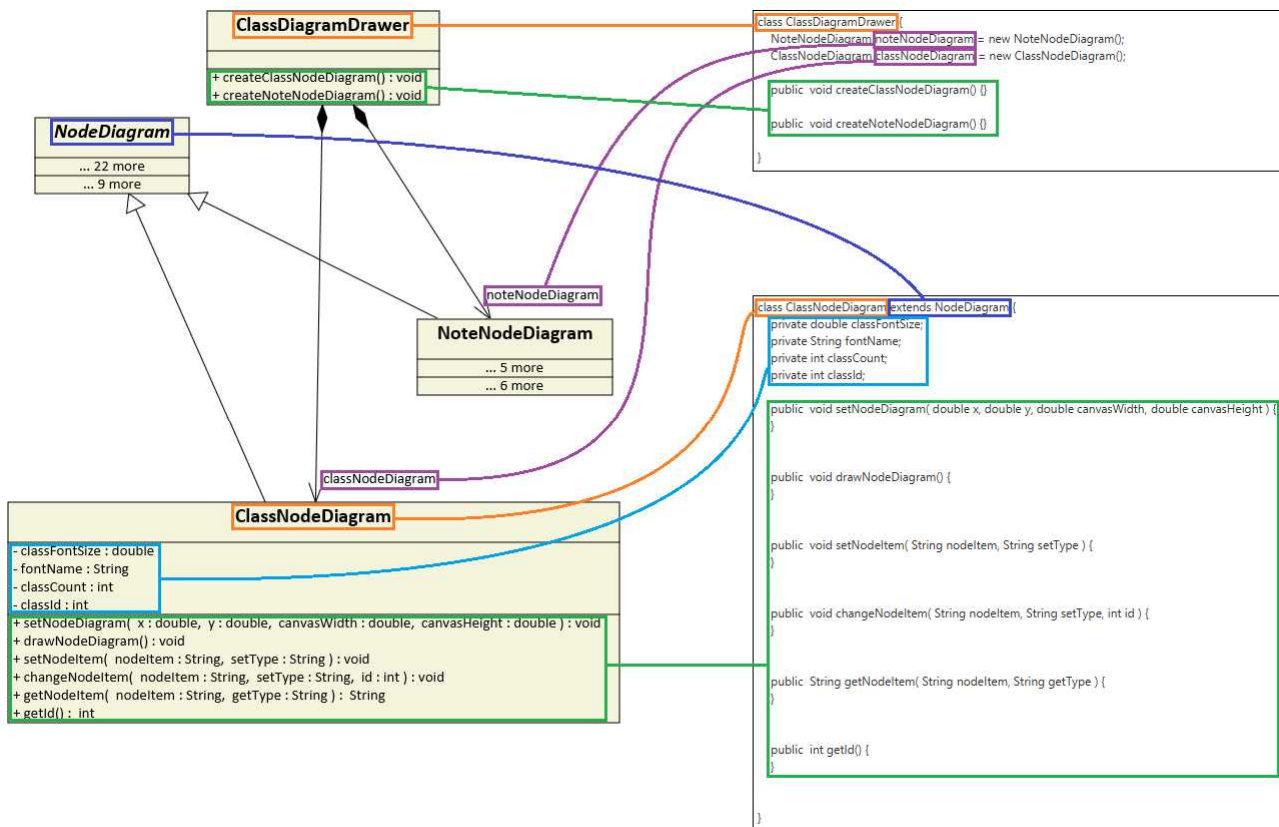 ClassDiagramDrawer
+ createClassNodeDiagram() : void
+ createNoteNodeDiagram() : void
NodeDiagram
... 22 more
... 9 more
noteNodeDiagram
NoteNodeDiagram
... 5 more
... 6 more
classNodeDiagram
ClassNodeDiagram
- classFontSize : double
- fontName : String
- classCount : int
- classId : int
+ setNodeDiagram( x : double, y : double, canvasWidth : double, canvasHeight : double ) : void
+ drawNodeDiagram() : void
+ setNodeItem( nodeItem : String, setType : String ) : void
+ changeNodeItem( nodeItem : String, setType : String, id : int ) : void
+ getNodeItem( nodeItem : String, getType : String ) : String
+ getId() : int
class ClassDiagramDrawer {
NoteNodeDiagram noteNodeDiagram = new NoteNodeDiagram();
ClassNodeDiagram classNodeDiagram = new ClassNodeDiagram();
public void createClassNodeDiagram() {}
public void createNoteNodeDiagram() {}
}
class ClassNodeDiagram extends NodeDiagram {
private double classFontSize;
private String fontName;
private int classCount;
private int classId;
public void setNodeDiagram( double x, double y, double canvasWidth, double canvasHeight ) {
}
public void drawNodeDiagram() {
}
public void setNodeItem( String nodeItem, String setType ) {
}
public void changeNodeItem( String nodeItem, String setType, int id ) {
}
public String getNodeItem( String nodeItem, String getType ) {
}
public int getId() {
}
}